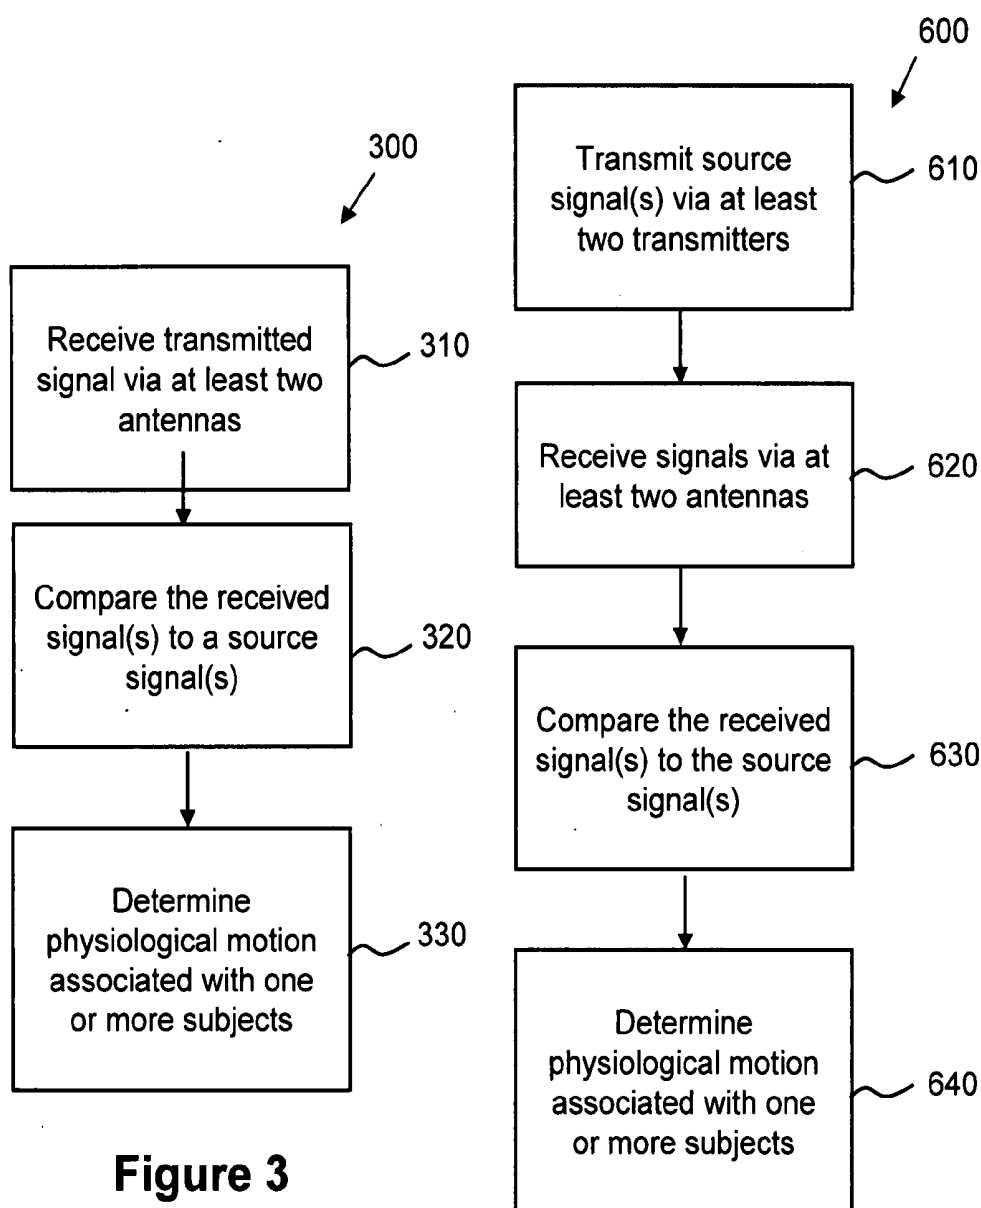 300
Receive transmitted
signal via at least two
antennas
310
Compare the received
signal(s) to a source
signal(s)
320
Determine
physiological motion
associated with one
or more subjects
330
Figure 3
600
Transmit source
signal(s) via at least
two transmitters
610
Receive signals via at
least two antennas
620
Compare the received
signal(s) to the source
signal(s)
630
Determine
physiological motion
associated with one
or more subjects
640